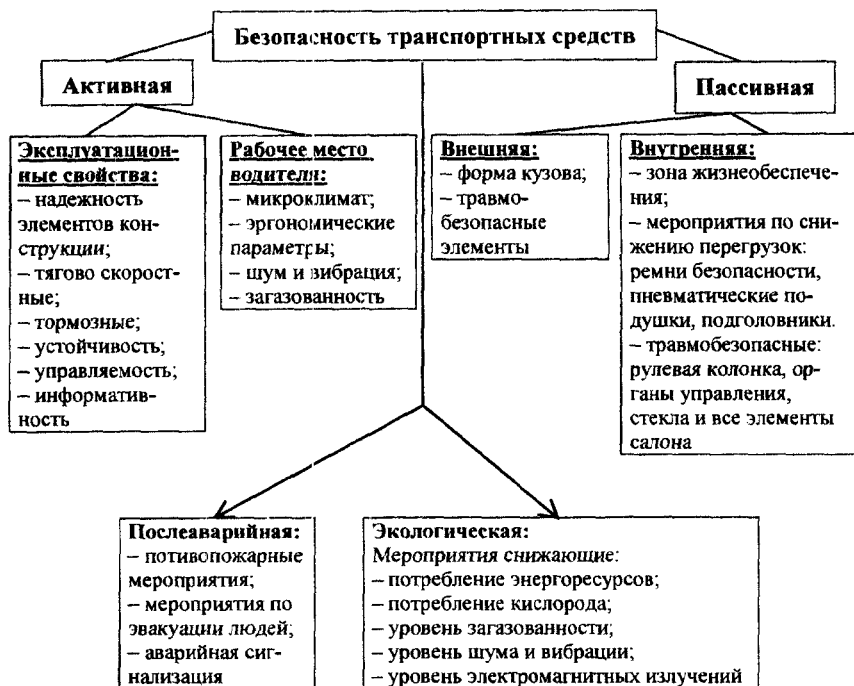 Безопасность транспортных средств
Активная
Пассивная
Эксплуатацион-
ные свойства:
– надежность
элементов кон-
струкции;
– тягово скорост-
ные;
– тормозные;
– устойчивость;
– управляемость;
– информатив-
ность
Рабочее место
водителя:
– микроклимат;
– эргономические
параметры;
– шум и вибрация;
– загазованность
Внешняя:
– форма кузова;
– травмо-
безопасные
элементы
Внутренняя:
– зона жизнеобеспече-
ния;
– мероприятия по сни-
жению перегрузок:
ремни безопасности,
пневматические по-
душки, подголовники.
– травмобезопасные:
рулевая колонка, ор-
ганы управления,
стекла и все элементы
салона
Послеаварийная:
– потивопожарные
мероприятия;
– мероприятия по
эвакуации людей;
– аварийная сиг-
нализация
Экологическая:
Мероприятия снижающие:
– потребление энергоресурсов;
– потребление кислорода;
– уровень загазованности;
– уровень шума и вибрации;
– уровень электромагнитных излучений